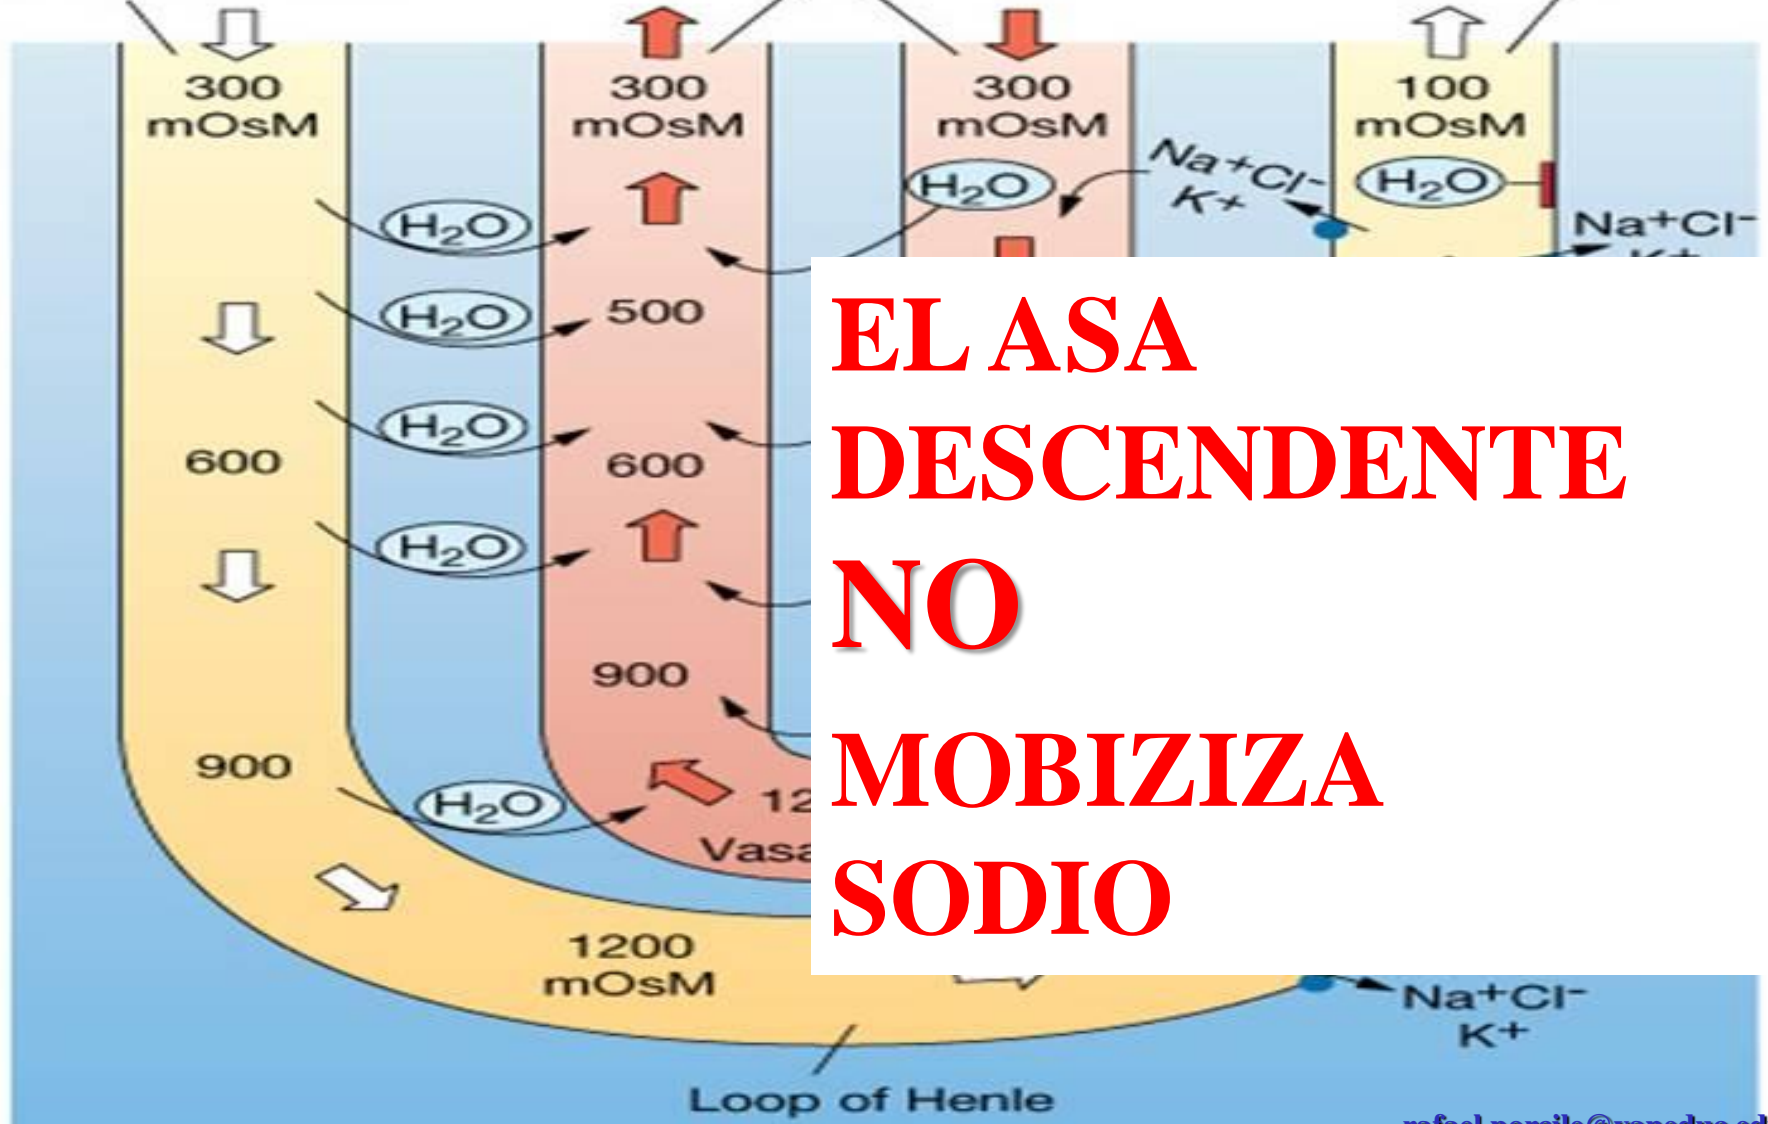 300 300 300 100
mOsM mOsM mOsM mOsM
H₂O Na⁺Cl⁻ H₂O
K+
H₂O Na⁺Cl⁻
H₂O 500
EL ASA
H₂O
DESCENDENTE
600 600
H₂O
NO
900
MOBIZIZA
900
H₂O
SODIO
1200
mOsM
Na⁺Cl⁻
K+
Loop of Henle